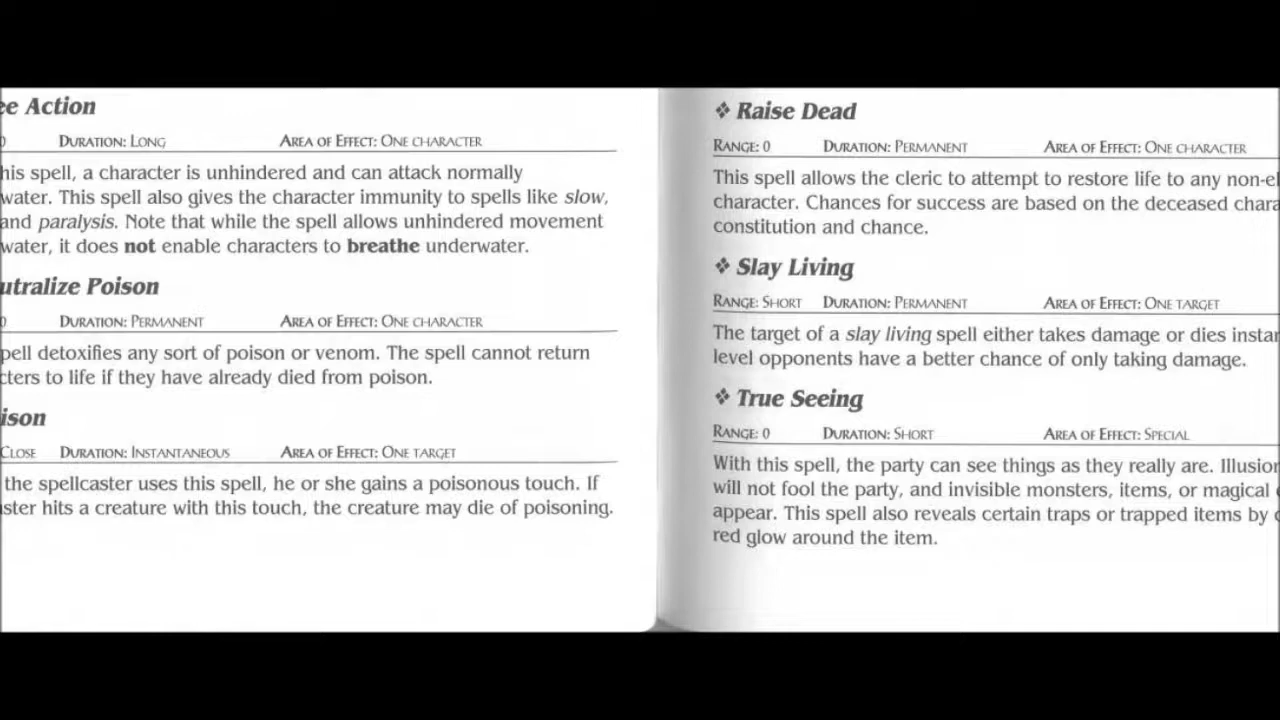 ee Action
DURATION: LONG AREA OF EFFECT: ONE CHARACTER
his spell, a character is unhindered and can attack normally
water. This spell also gives the character immunity to spells like slow,
and paralysis. Note that while the spell allows unhindered movement
water, it does not enable characters to breathe underwater.
utralize Poison
DURATION: PERMANENT AREA OF EFFECT: ONE CHARACTER
pell detoxifies any sort of poison or venom. The spell cannot return
cters to life if they have already died from poison.
ison
CLOSE DURATION: INSTANTANEOUS AREA OF EFFECT: ONE TARGET
the spellcaster uses this spell, he or she gains a poisonous touch. If
ster hits a creature with this touch, the creature may die of poisoning.
❖ Raise Dead
RANGE: 0 DURATION: PERMANENT AREA OF EFFECT: ONE CHARACTER
This spell allows the cleric to attempt to restore life to any non-el
character. Chances for success are based on the deceased chara
constitution and chance.
❖ Slay Living
RANGE: SHORT DURATION: PERMANENT AREA OF EFFECT: ONE TARGET
The target of a slay living spell either takes damage or dies instan
level opponents have a better chance of only taking damage.
❖ True Seeing
RANGE: 0 DURATION: SHORT AREA OF EFFECT: SPECIAL
With this spell, the party can see things as they really are. Illusion
will not fool the party, and invisible monsters, items, or magical
appear. This spell also reveals certain traps or trapped items by
red glow around the item.